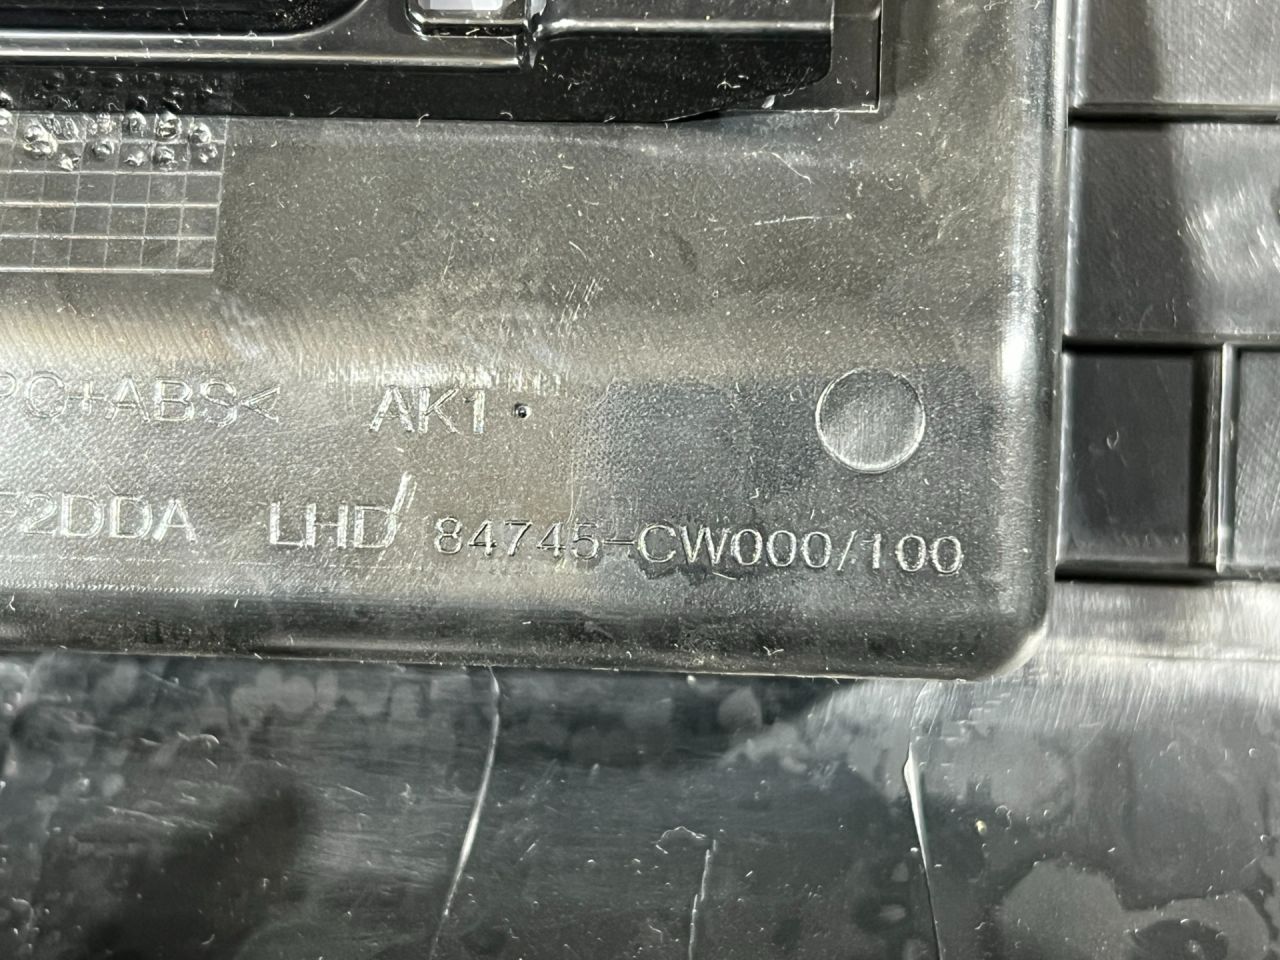 PC+ABS< AK1
F2DDA LHD 84745-CW000/100